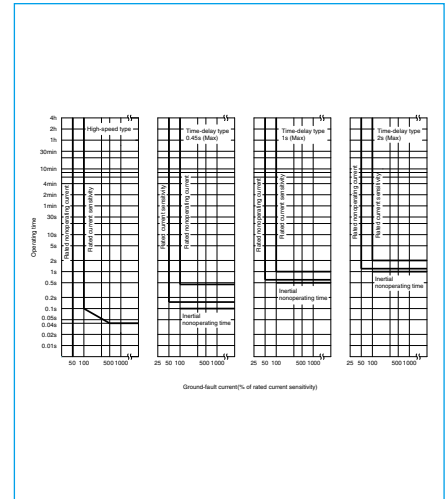 4h
2h
1h
30min
10min
4min
2min
1min
30s
10s
5s
2s
1s
0.5s
0.2s
0.1s
0.05s
0.04s
0.02s
0.01s
Operating time
High-speed type
Rated nonoperating current
Rated current sensitivity
50 100 500 1000
Time-delay type
0.45s (Max)
Rated current sensitivity
Rated nonoperating current
Inertial
nonoperating time
25 50 100 500 1000
Time-delay type
1s (Max)
Rated nonoperating current
Rated current sensitivity
Inertial
nonoperating time
25 50 100 500 1000
Time-delay type
2s (Max)
Rated nonoperating current
Rated current sensitivity
Inertial
nonoperating time
25 50 100 500 1000
Ground-fault current(% of rated current sensitivity)